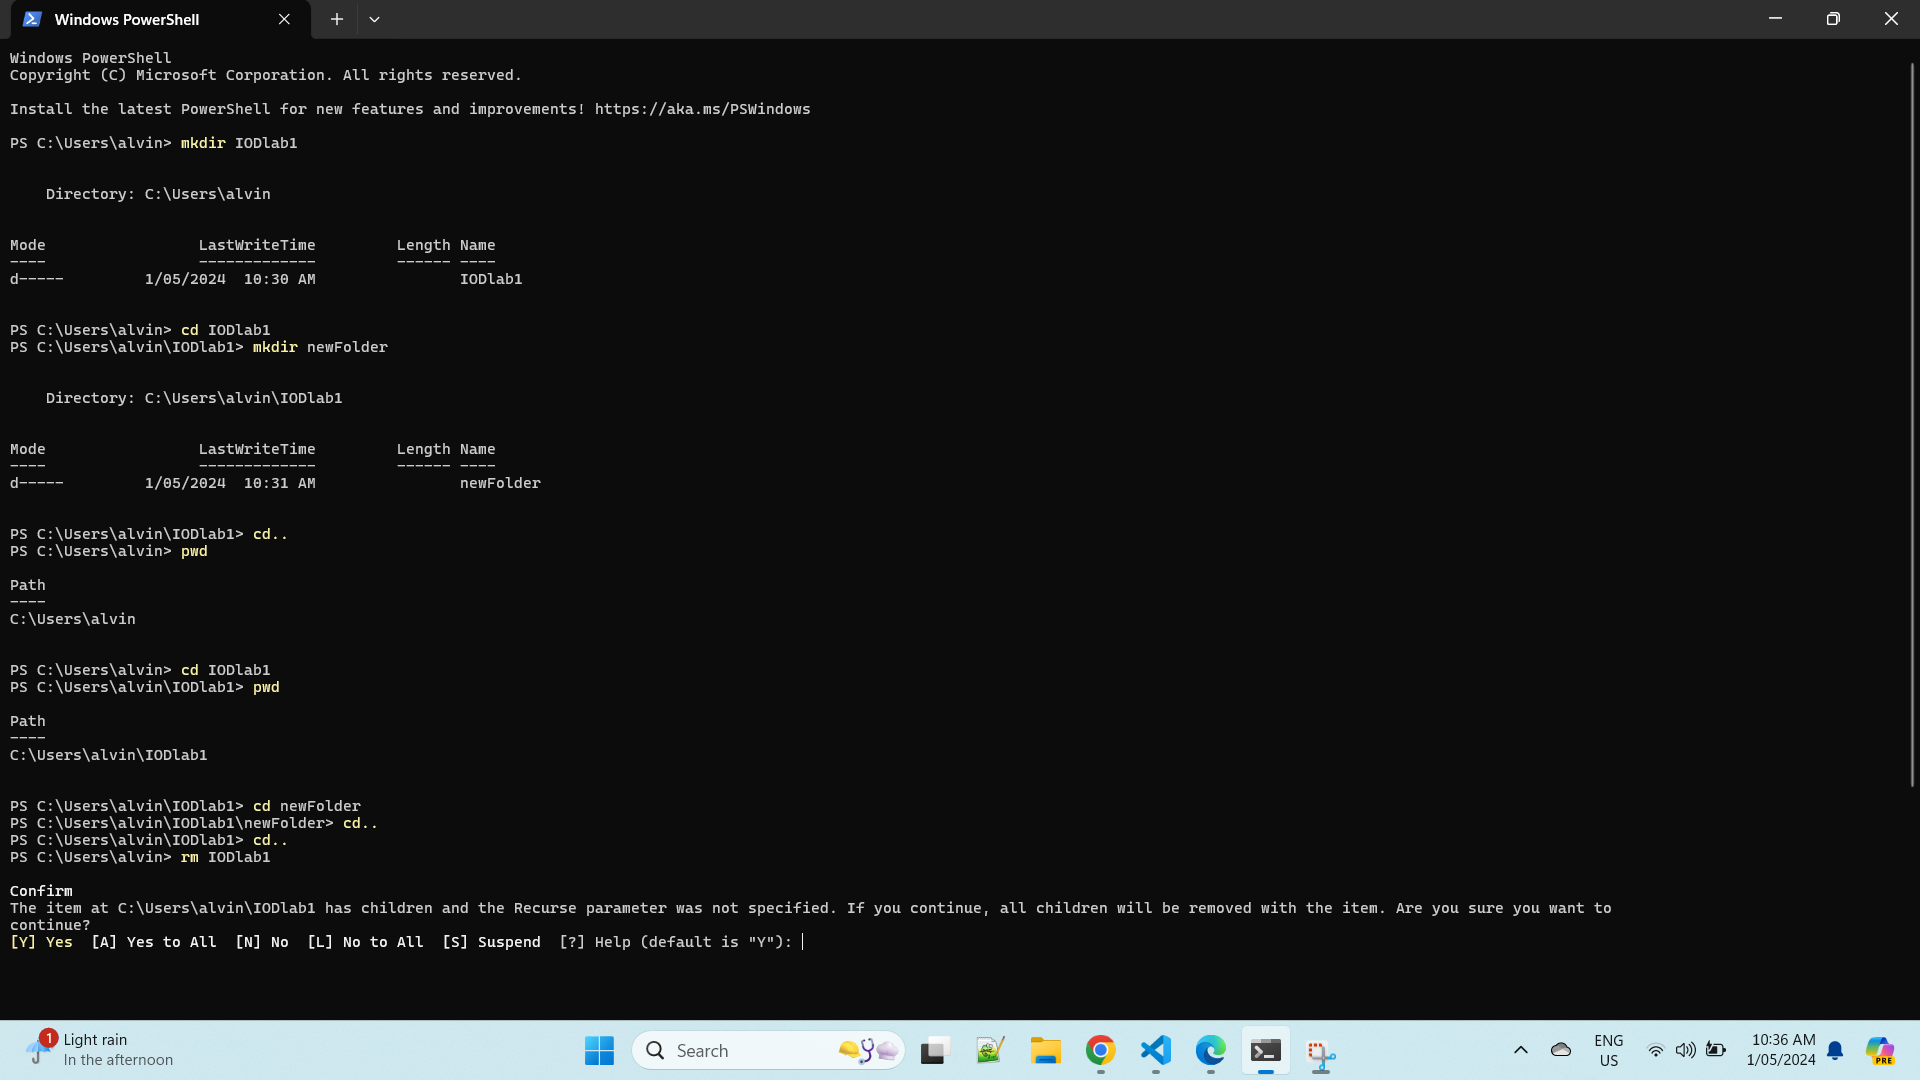 Windows PowerShell
Windows PowerShell
Copyright (C) Microsoft Corporation. All rights reserved.
Install the latest PowerShell for new features and improvements! https://aka.ms/PSWindows
PS C:\Users\alvin> mkdir IODlab1
Directory: C:\Users\alvin
Mode LastWriteTime Length Name
---- ------------- ------ ----
d----- 1/05/2024 10:30 AM IODlab1
PS C:\Users\alvin> cd IODlab1
PS C:\Users\alvin\IODlab1> mkdir newFolder
Directory: C:\Users\alvin\IODlab1
Mode LastWriteTime Length Name
---- ------------- ------ ----
d----- 1/05/2024 10:31 AM newFolder
PS C:\Users\alvin\IODlab1> cd..
PS C:\Users\alvin> pwd
Path
----
C:\Users\alvin
PS C:\Users\alvin> cd IODlab1
PS C:\Users\alvin\IODlab1> pwd
Path
----
C:\Users\alvin\IODlab1
PS C:\Users\alvin\IODlab1> cd newFolder
PS C:\Users\alvin\IODlab1\newFolder> cd..
PS C:\Users\alvin\IODlab1> cd..
PS C:\Users\alvin> rm IODlab1
Confirm
The item at C:\Users\alvin\IODlab1 has children and the Recurse parameter was not specified. If you continue, all children will be removed with the item. Are you sure you want to
continue?
[Y] Yes [A] Yes to All [N] No [L] No to All [S] Suspend [?] Help (default is "Y"):
1
Light rain
In the afternoon
Search
ENG
US
10:36 AM
1/05/2024
PRE